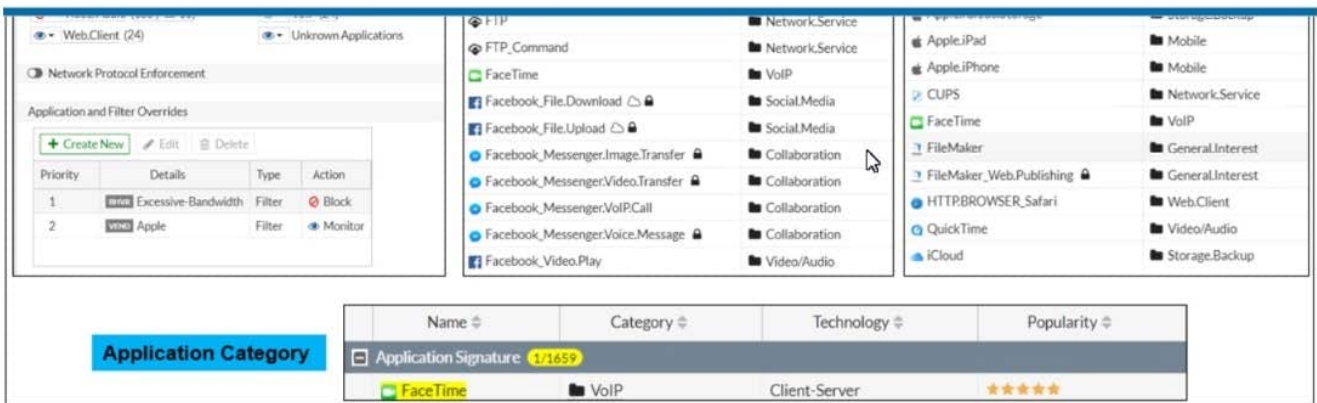 Web.Client (24)
Unknown Applications
Network Protocol Enforcement
Application and Filter Overrides
+ Create New Edit Delete
Priority Details Type Action
1 BHVR Excessive-Bandwidth Filter Block
2 VEND Apple Filter Monitor
FTP Network.Service
FTP_Command Network.Service
FaceTime VoIP
Facebook_File.Download Social.Media
Facebook_File.Upload Social.Media
Facebook_Messenger.Image.Transfer Collaboration
Facebook_Messenger.Video.Transfer Collaboration
Facebook_Messenger.VoIP.Call Collaboration
Facebook_Messenger.Voice.Message Collaboration
Facebook_Video.Play Video/Audio
Apple.iPad Mobile
Apple.iPhone Mobile
CUPS Network.Service
FaceTime VoIP
FileMaker General.Interest
FileMaker_Web.Publishing General.Interest
HTTP.BROWSER_Safari Web.Client
QuickTime Video/Audio
iCloud Storage.Backup
Application Category
Name Category Technology Popularity
Application Signature 1/1659
FaceTime VoIP Client-Server